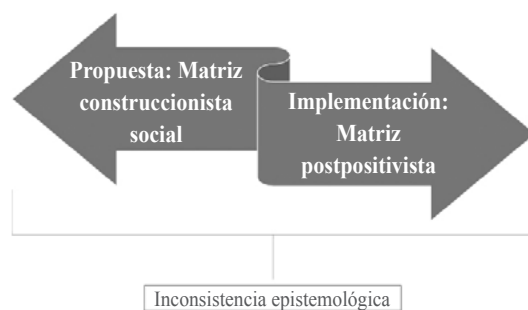 Propuesta: Matriz
construccionista
social
Implementación:
Matriz
postpositivista
Inconsistencia epistemológica